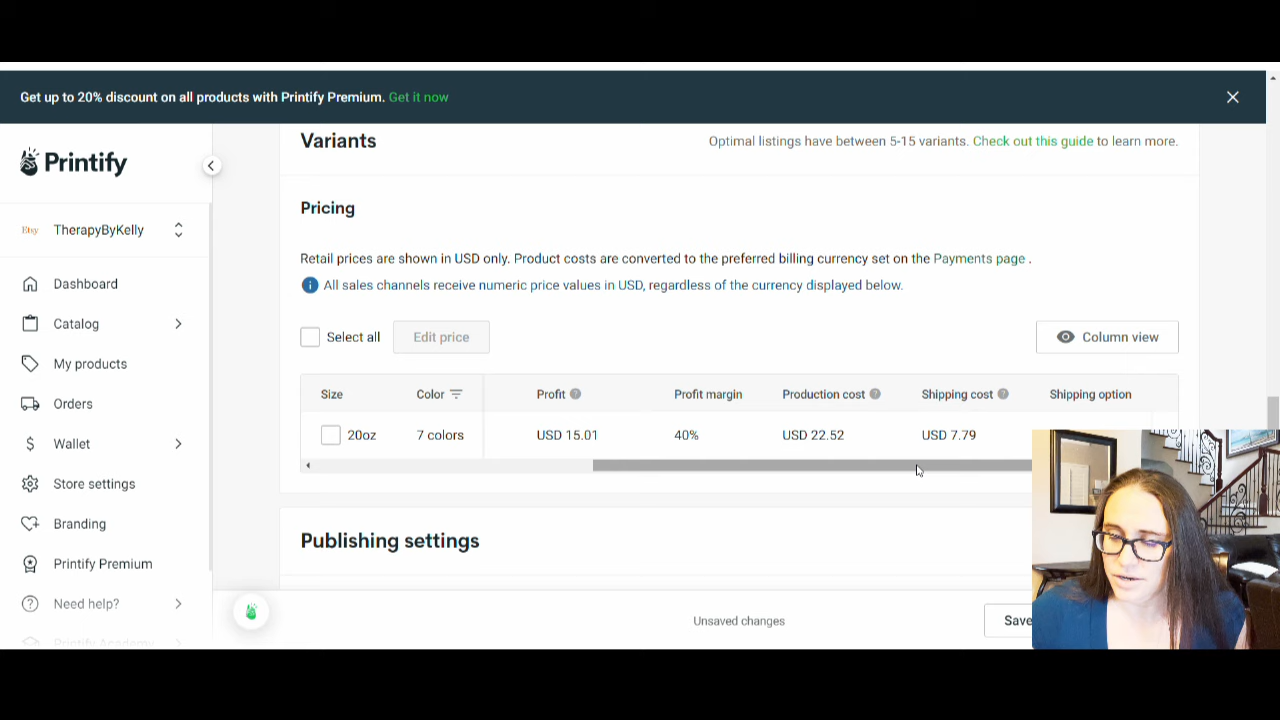 Get up to 20% discount on all products with Printify Premium. Get it now
Printify
Etsy TherapyByKelly
Dashboard
Catalog
My products
Orders
Wallet
Store settings
Branding
Printify Premium
Need help?
Printify Academy
Variants
Optimal listings have between 5-15 variants. Check out this guide to learn more.
Pricing
Retail prices are shown in USD only. Product costs are converted to the preferred billing currency set on the Payments page .
All sales channels receive numeric price values in USD, regardless of the currency displayed below.
Select all Edit price Column view
Size Color Profit Profit margin Production cost Shipping cost Shipping option
20oz 7 colors USD 15.01 40% USD 22.52 USD 7.79
Publishing settings
Unsaved changes Save